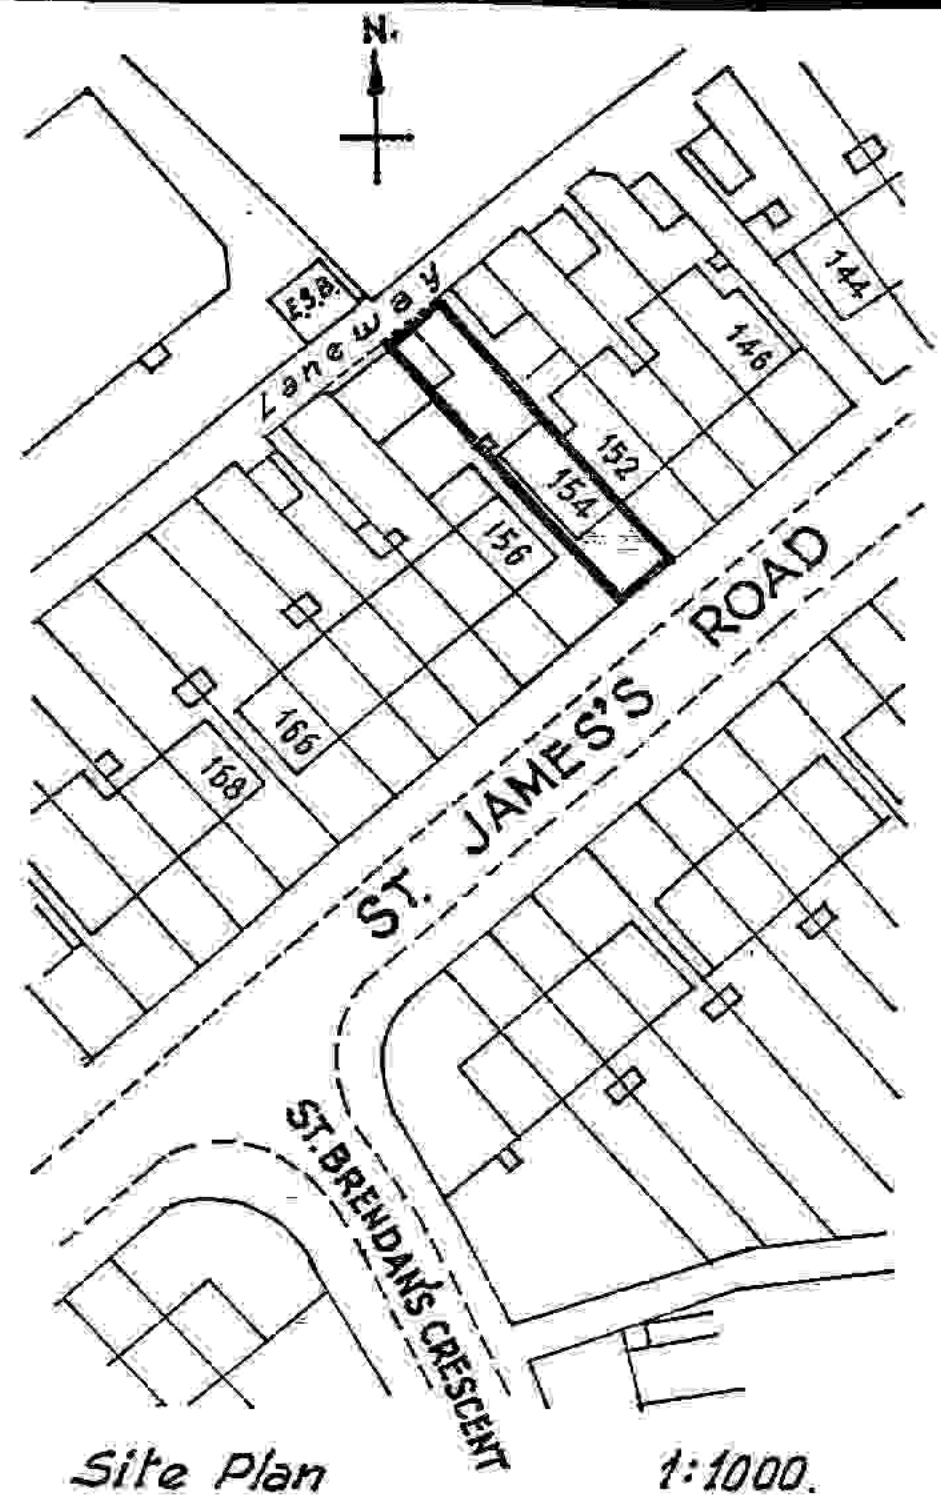 N.
E.S.B.
Laneway
144
146
152
154
156
166
168
ST. JAMES'S ROAD
ST. BRENDAN'S CRESCENT
Site Plan
1:1000.